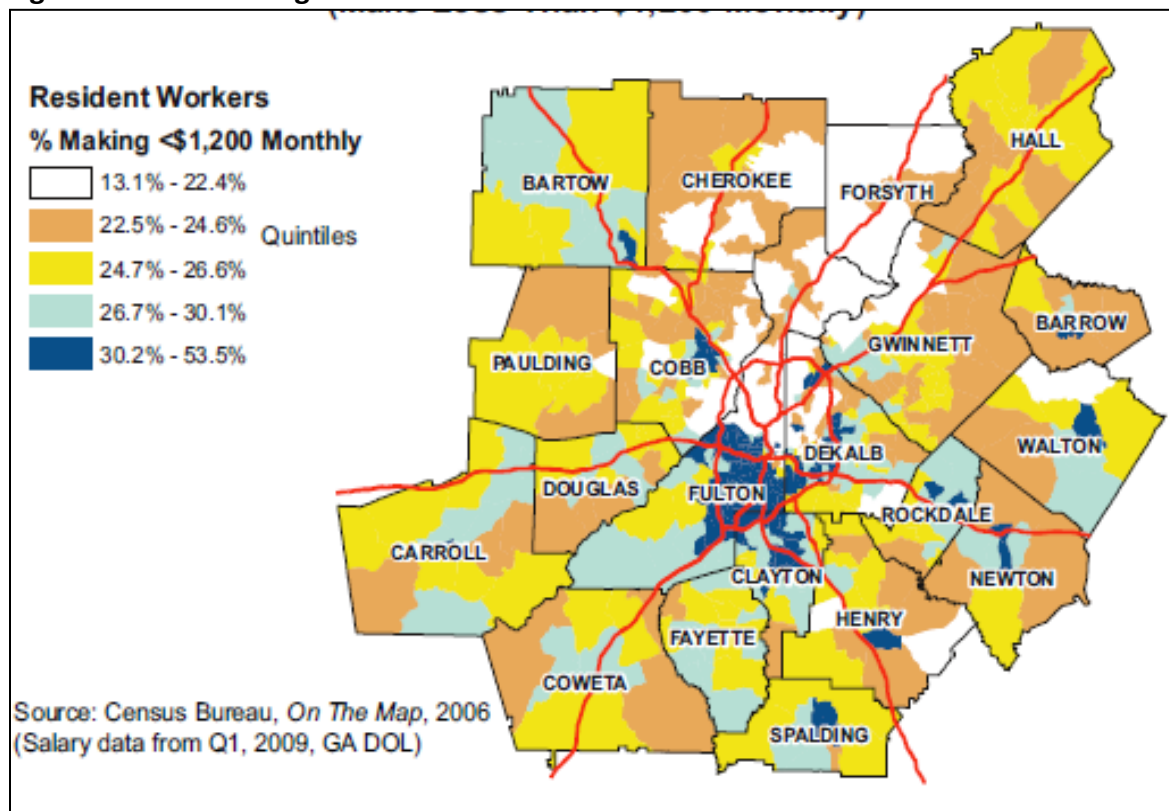 Resident Workers
% Making <$1,200 Monthly
13.1% - 22.4%
22.5% - 24.6%
Quintiles
24.7% - 26.6%
26.7% - 30.1%
30.2% - 53.5%
HALL
BARTOW
CHEROKEE
FORSYTH
BARROW
GWINNETT
PAULDING
COBB
WALTON
DEKALB
DOUGLAS
FULTON
ROCKDALE
CARROLL
CLAYTON
NEWTON
HENRY
FAYETTE
COWETA
SPALDING
Source: Census Bureau, On The Map, 2006
(Salary data from Q1, 2009, GA DOL)